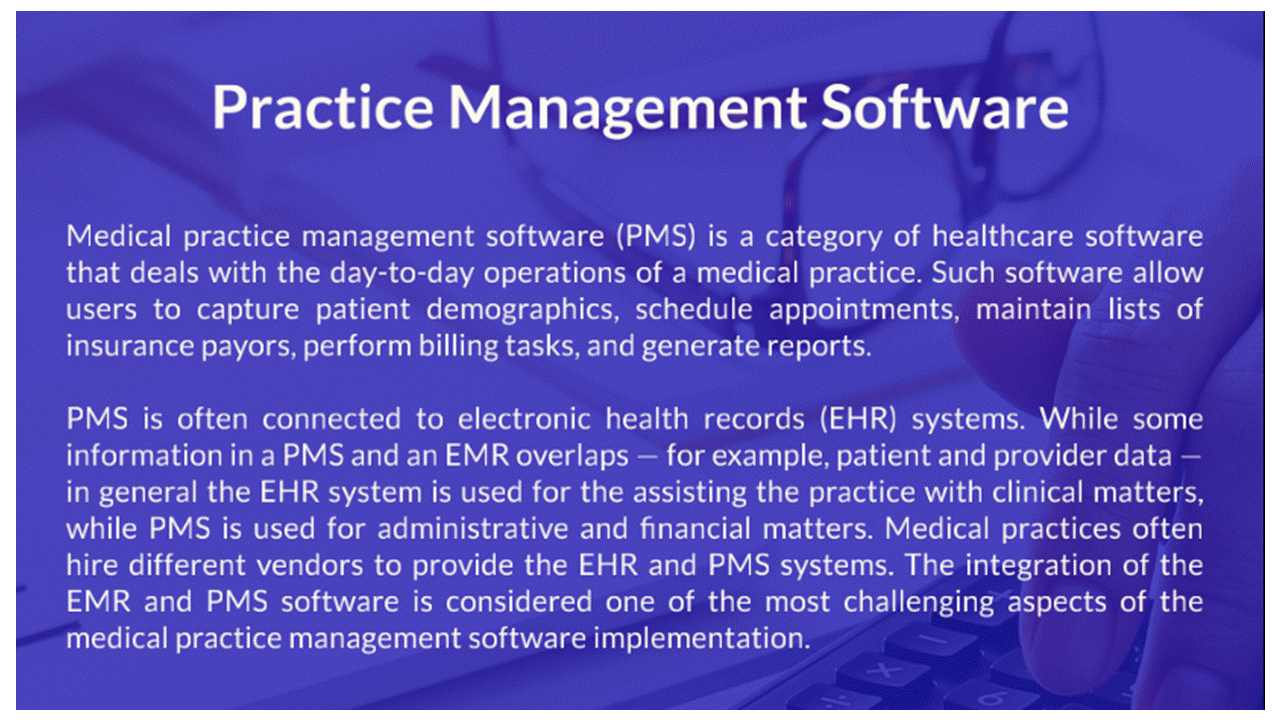 Practice Management Software
Medical practice management software (PMS) is a category of healthcare software
that deals with the day-to-day operations of a medical practice. Such software allow
users to capture patient demographics, schedule appointments, maintain lists of
insurance payors, perform billing tasks, and generate reports.
PMS is often connected to electronic health records (EHR) systems. While some
information in a PMS and an EMR overlaps — for example, patient and provider data —
in general the EHR system is used for the assisting the practice with clinical matters,
while PMS is used for administrative and financial matters. Medical practices often
hire different vendors to provide the EHR and PMS systems. The integration of the
EMR and PMS software is considered one of the most challenging aspects of the
medical practice management software implementation.
×
−
×
÷
6